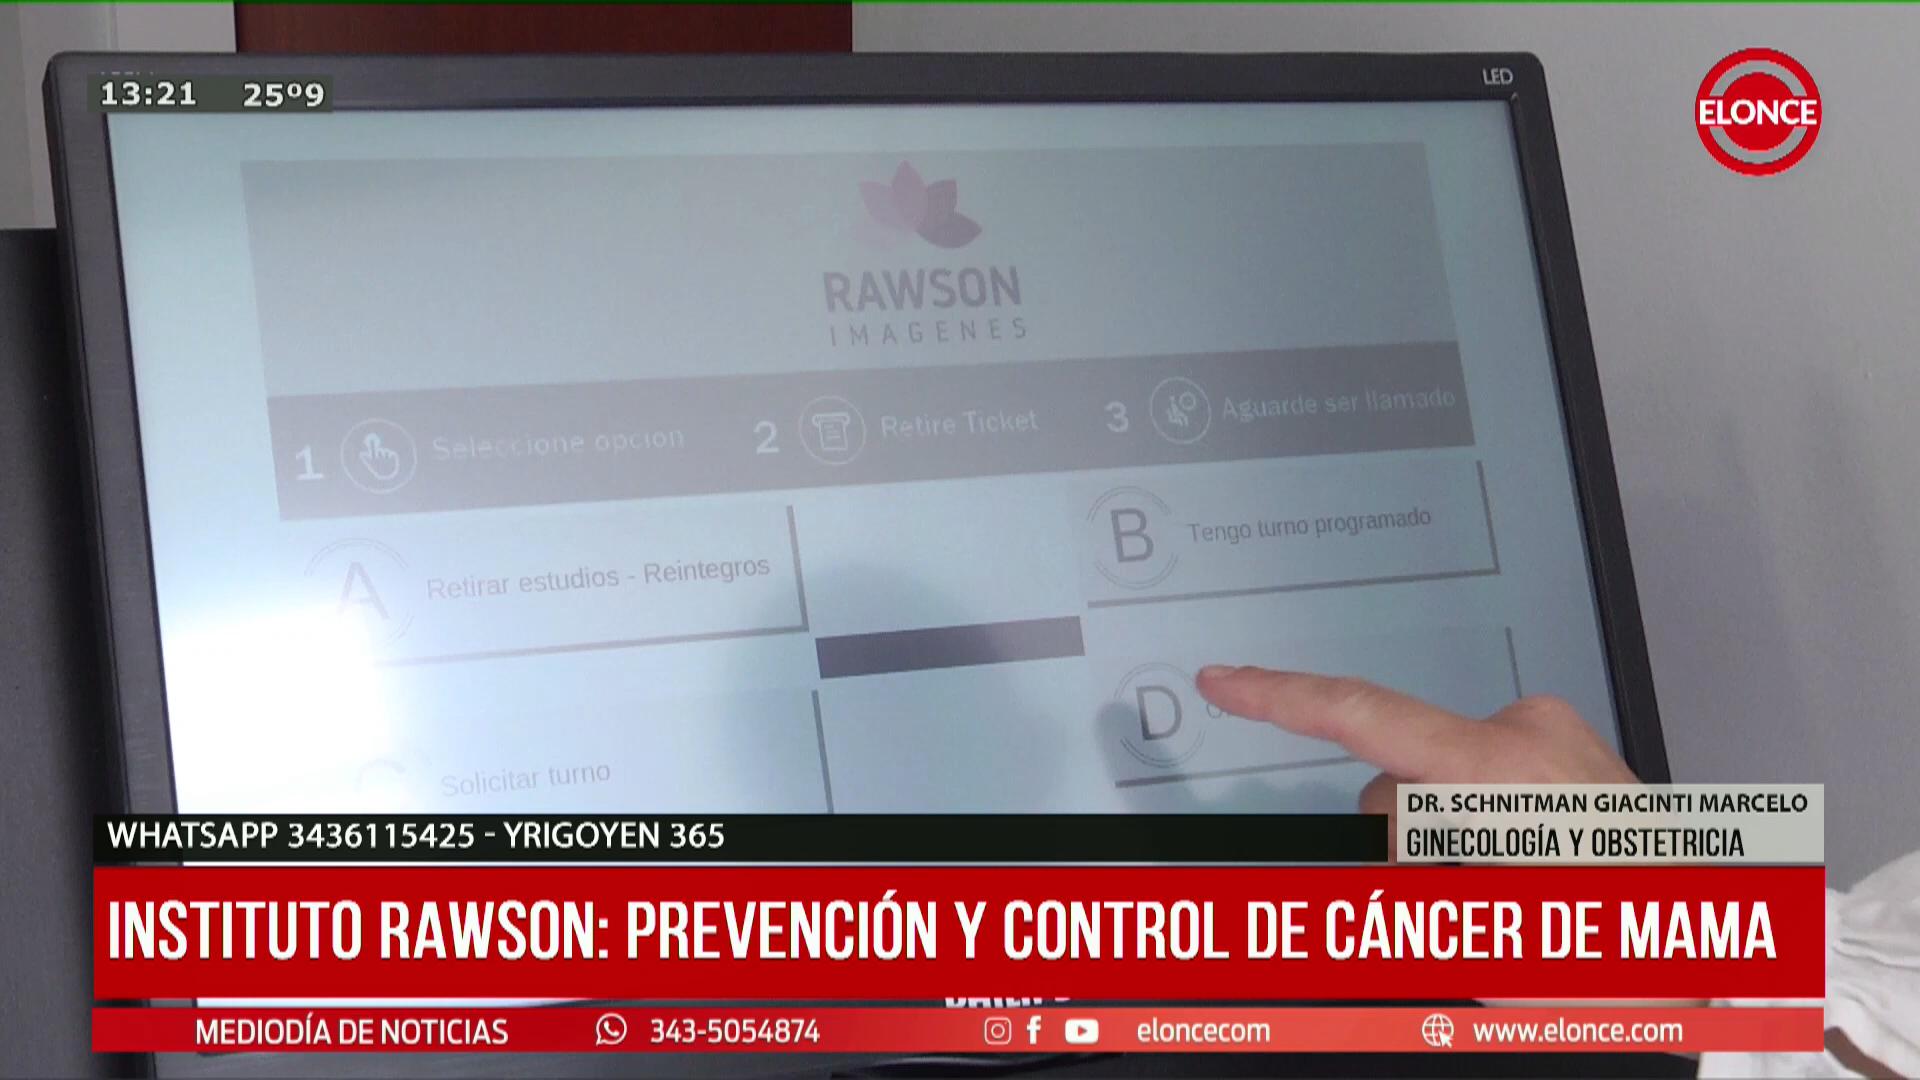 13:21 25º9
LED
ELONCE
RAWSON
IMAGENES
1 Seleccione opcion
2 Retire Ticket
3 Aguarde ser llamado
A Retirar estudios - Reintegros
B Tengo turno programado
C Solicitar turno
D
DR. SCHNITMAN GIACINTI MARCELO
GINECOLOGÍA Y OBSTETRICIA
WHATSAPP 3436115425 - YRIGOYEN 365
INSTITUTO RAWSON: PREVENCIÓN Y CONTROL DE CÁNCER DE MAMA
MEDIODÍA DE NOTICIAS 343-5054874 eloncecom www.elonce.com